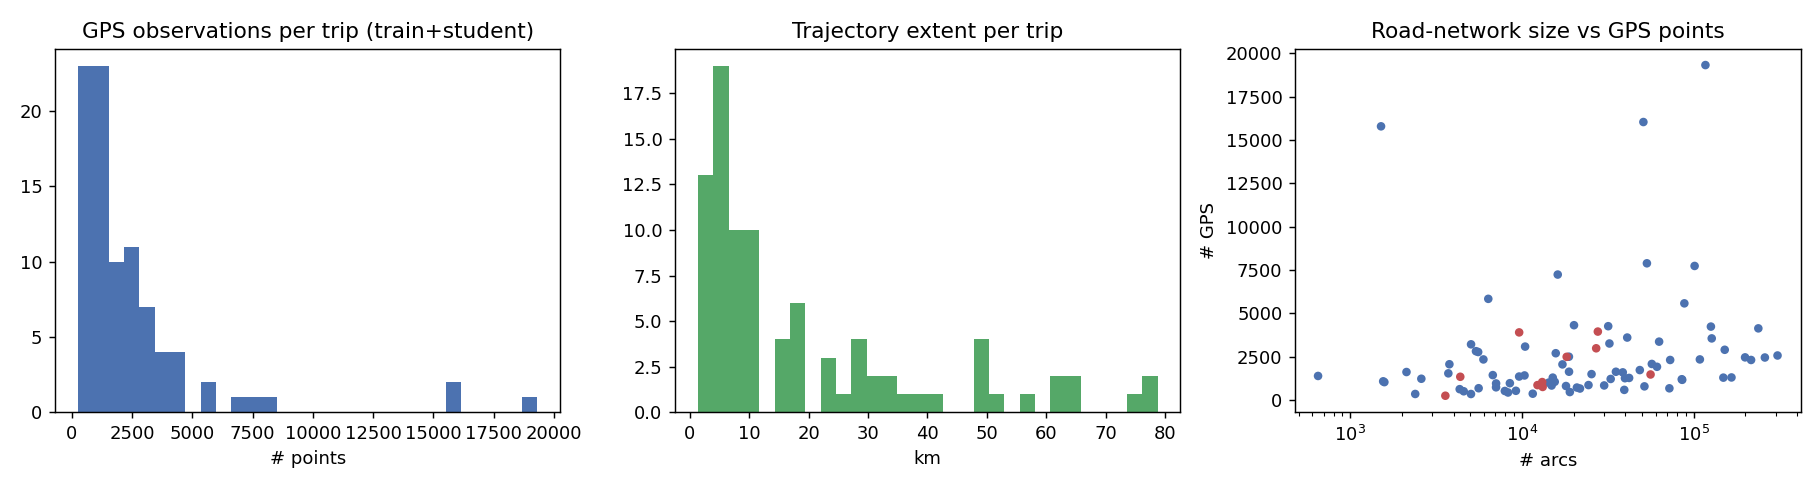 GPS observations per trip (train+student)
20
15
10
5
0
0 2500 5000 7500 10000 12500 15000 17500 20000
# points
Trajectory extent per trip
17.5
15.0
12.5
10.0
7.5
5.0
2.5
0.0
0 10 20 30 40 50 60 70 80
km
Road-network size vs GPS points
20000
17500
15000
12500
10000
7500
5000
2500
0
# GPS
10³ 10⁴ 10⁵
# arcs